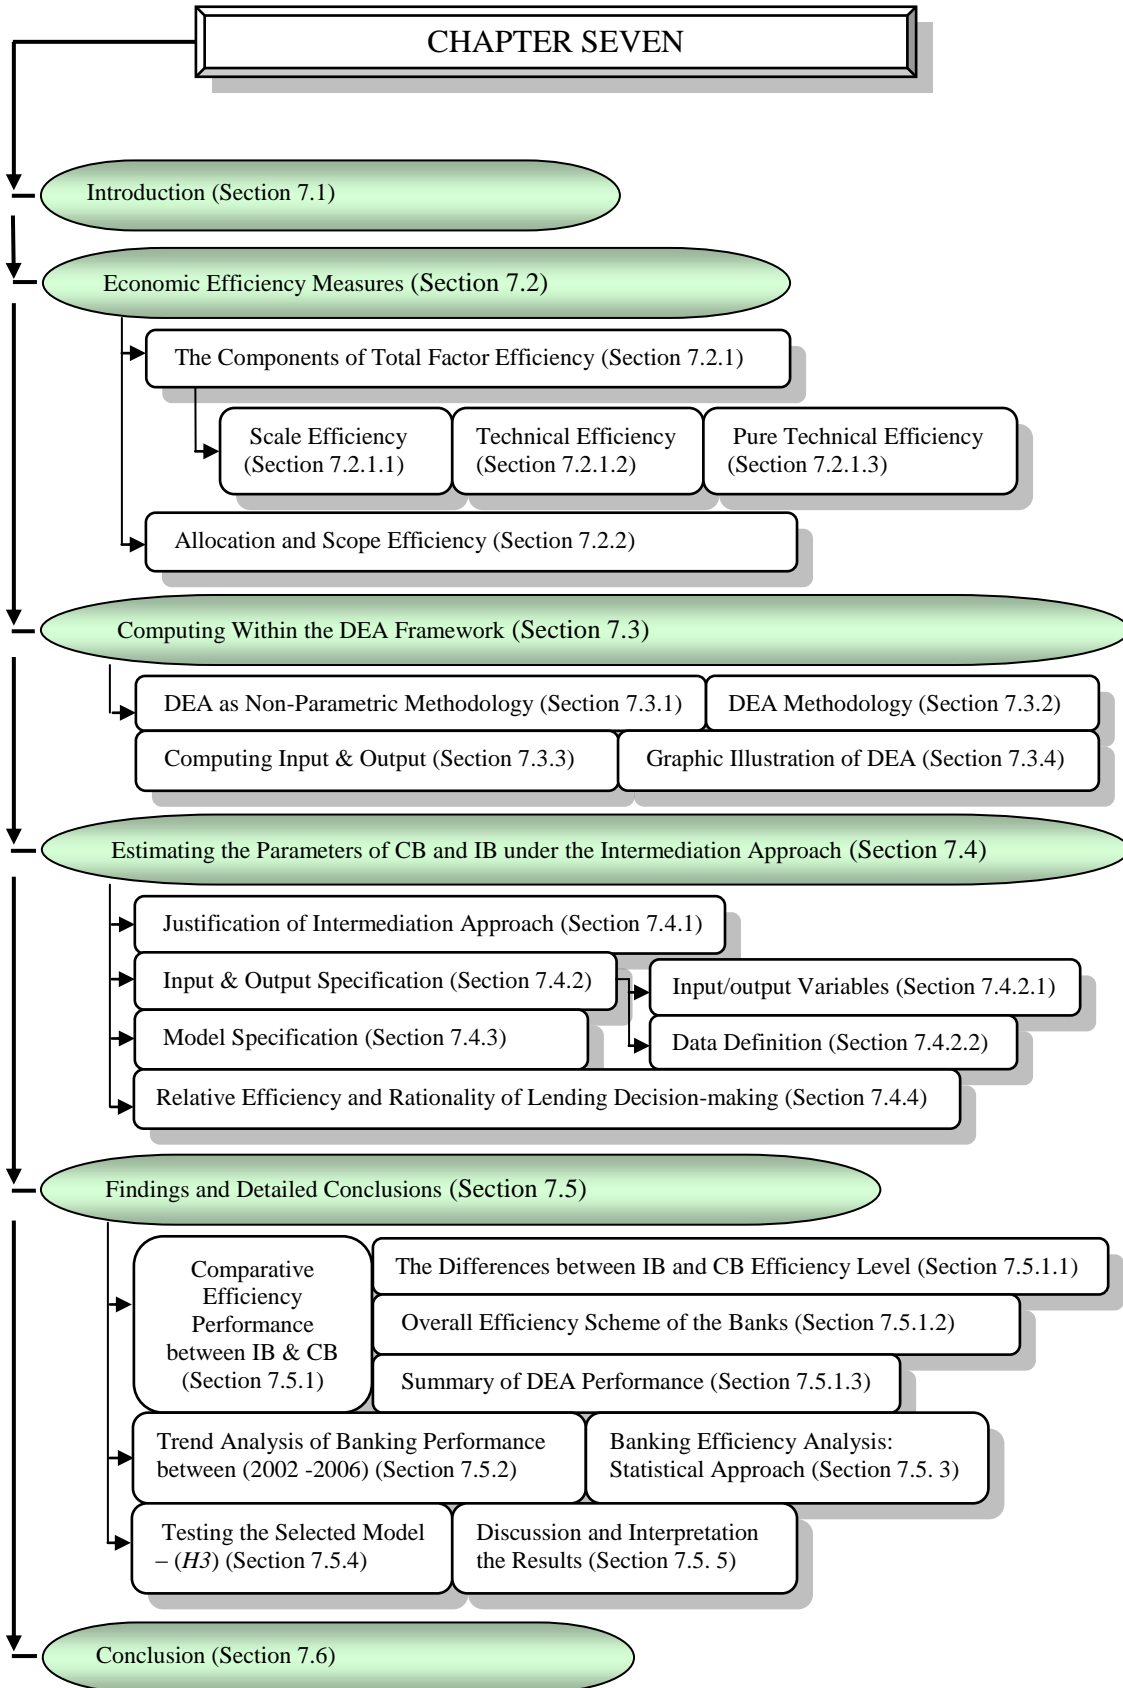 CHAPTER SEVEN
Introduction (Section 7.1)
Economic Efficiency Measures (Section 7.2)
The Components of Total Factor Efficiency (Section 7.2.1)
Scale Efficiency
(Section 7.2.1.1)
Technical Efficiency
(Section 7.2.1.2)
Pure Technical Efficiency
(Section 7.2.1.3)
Allocation and Scope Efficiency (Section 7.2.2)
Computing Within the DEA Framework (Section 7.3)
DEA as Non-Parametric Methodology (Section 7.3.1)
DEA Methodology (Section 7.3.2)
Computing Input & Output (Section 7.3.3)
Graphic Illustration of DEA (Section 7.3.4)
Estimating the Parameters of CB and IB under the Intermediation Approach (Section 7.4)
Justification of Intermediation Approach (Section 7.4.1)
Input & Output Specification (Section 7.4.2)
Input/output Variables (Section 7.4.2.1)
Model Specification (Section 7.4.3)
Data Definition (Section 7.4.2.2)
Relative Efficiency and Rationality of Lending Decision-making (Section 7.4.4)
Findings and Detailed Conclusions (Section 7.5)
Comparative
Efficiency
Performance
between IB & CB
(Section 7.5.1)
The Differences between IB and CB Efficiency Level (Section 7.5.1.1)
Overall Efficiency Scheme of the Banks (Section 7.5.1.2)
Summary of DEA Performance (Section 7.5.1.3)
Trend Analysis of Banking Performance
between (2002 -2006) (Section 7.5.2)
Banking Efficiency Analysis:
Statistical Approach (Section 7.5. 3)
Testing the Selected Model
– (H3) (Section 7.5.4)
Discussion and Interpretation
the Results (Section 7.5. 5)
Conclusion (Section 7.6)